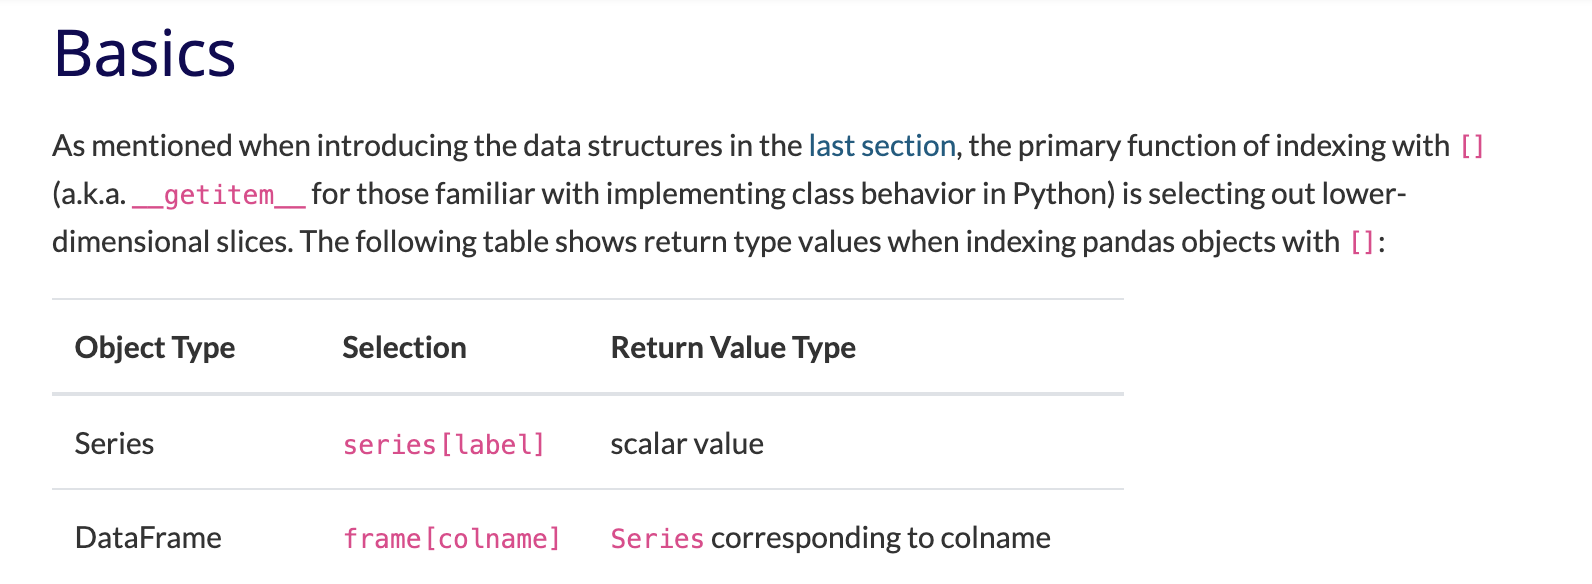 Basics
As mentioned when introducing the data structures in the last section, the primary function of indexing with []
(a.k.a. __getitem__ for those familiar with implementing class behavior in Python) is selecting out lower-
dimensional slices. The following table shows return type values when indexing pandas objects with []:
Object Type Selection Return Value Type
Series series[label] scalar value
DataFrame frame[colname] Series corresponding to colname